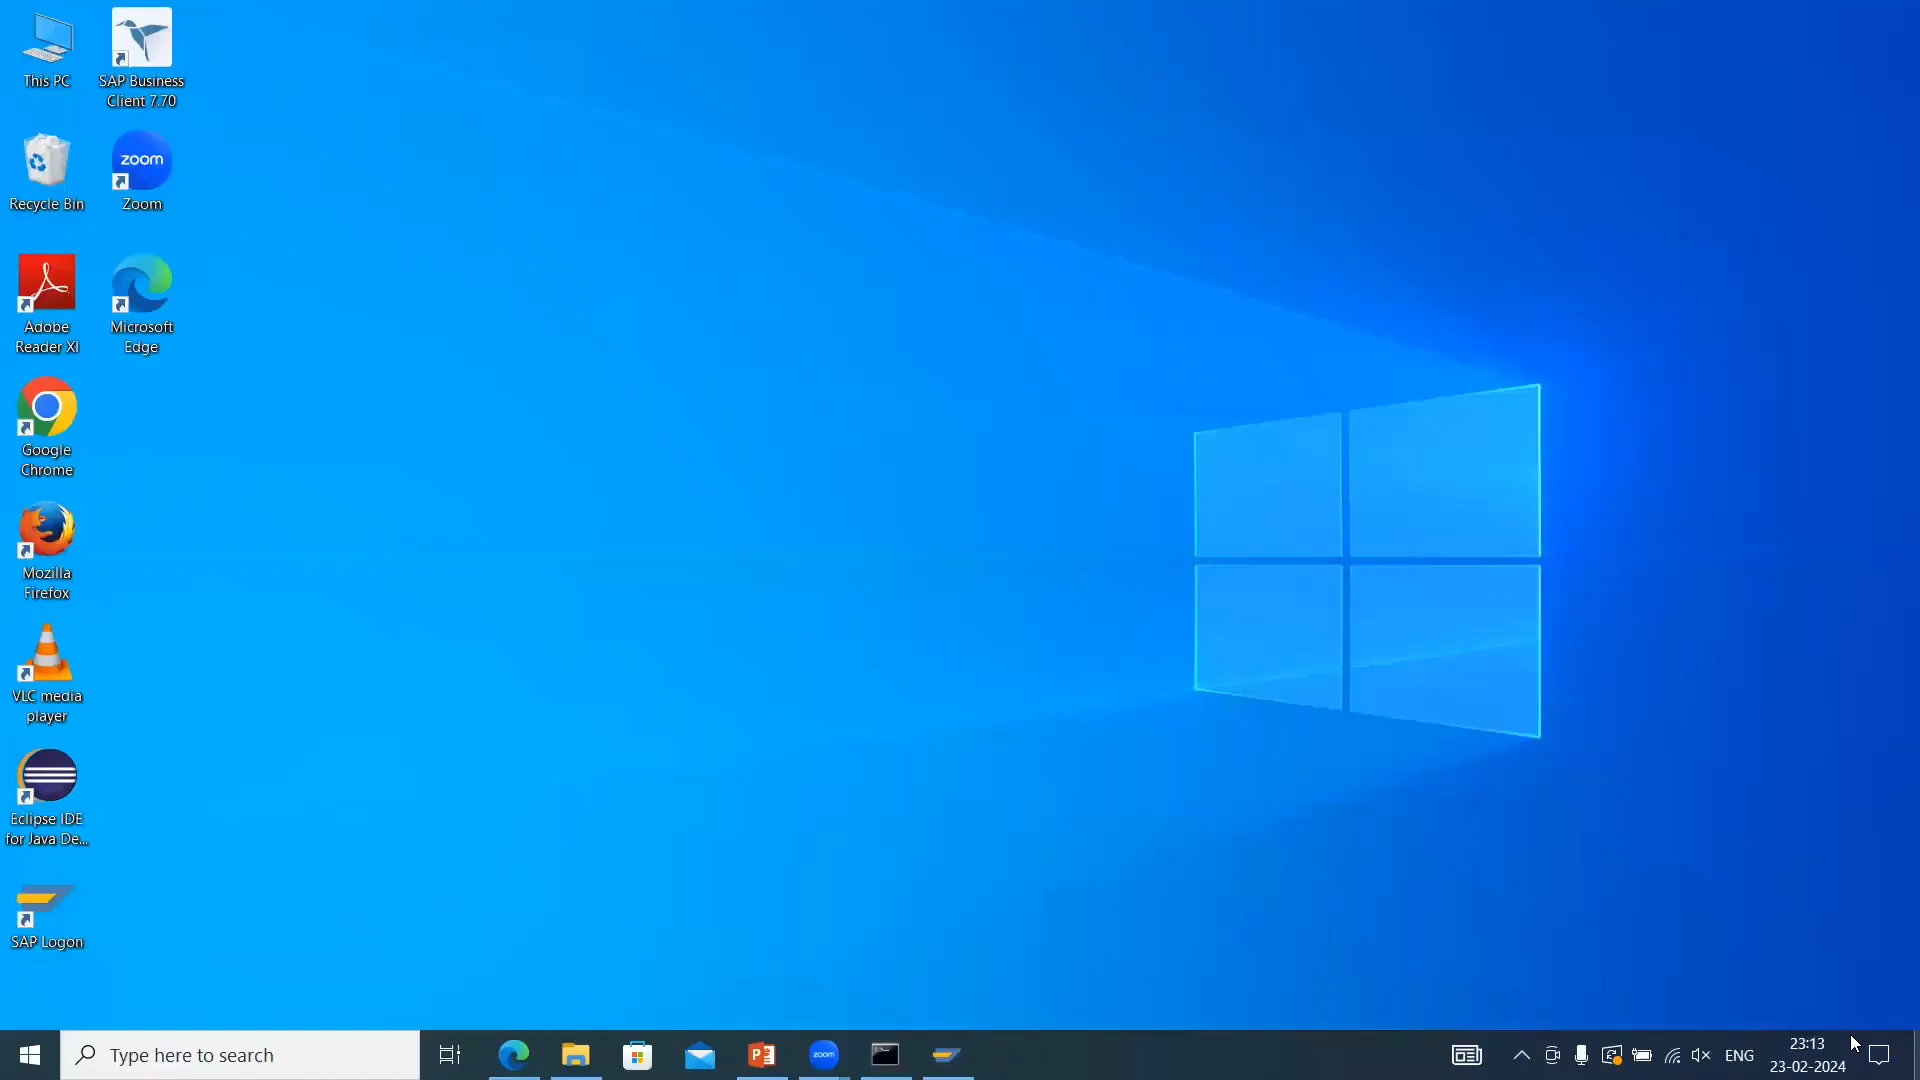 This PC
SAP Business
Client 7.70
Recycle Bin
zoom
Zoom
Adobe
Reader XI
Microsoft
Edge
Google
Chrome
Mozilla
Firefox
VLC media
player
Eclipse IDE
for Java De...
SAP Logon
Type here to search
zoom
ENG
23:13
23-02-2024